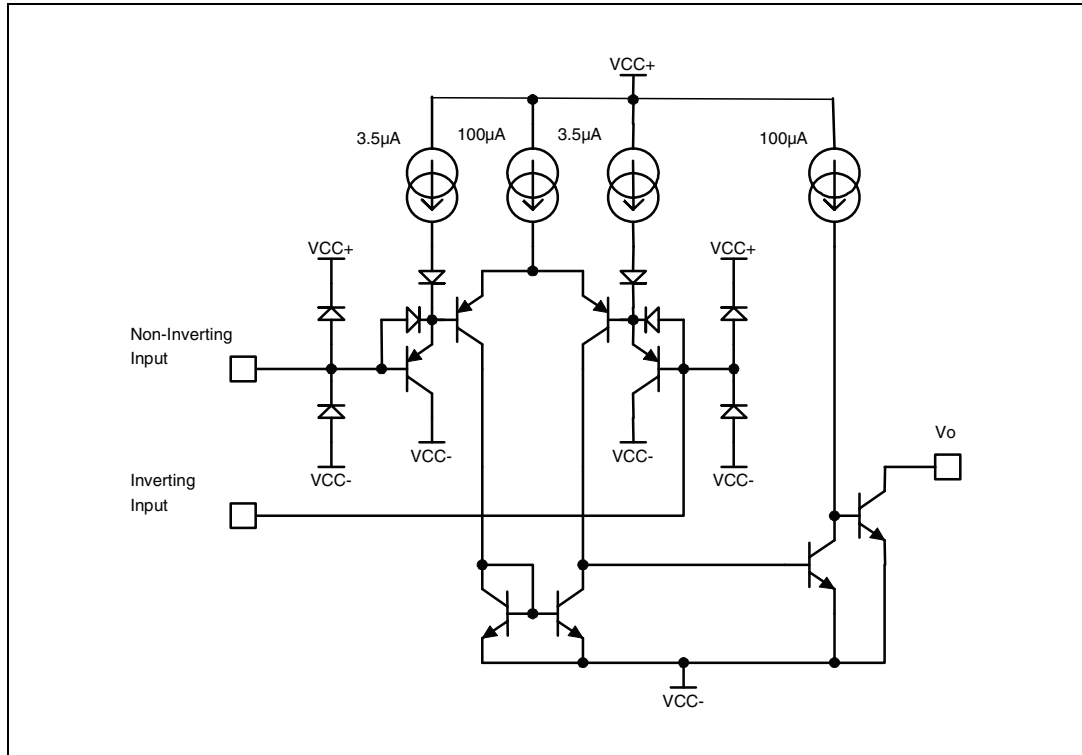 VCC+
3.5µA
100µA
3.5µA
100µA
VCC+
VCC+
Non-Inverting
Input
VCC-
VCC-
Vo
VCC-
VCC-
Inverting
Input
VCC-